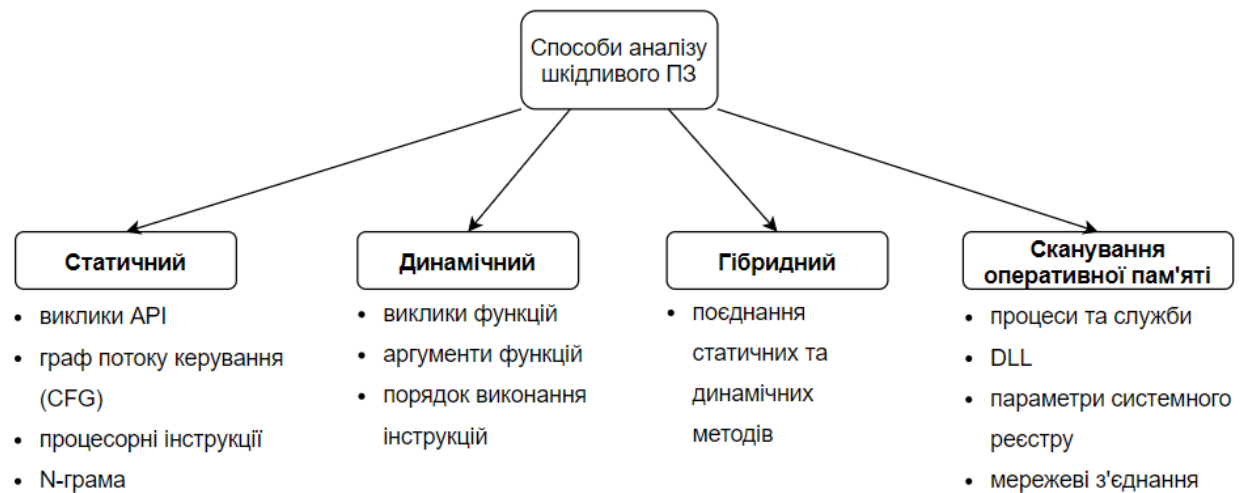 Способи аналізу
шкідливого ПЗ
Статичний
• виклики API
• граф потоку керування
(CFG)
• процесорні інструкції
• N-грама
Динамічний
• виклики функцій
• аргументи функцій
• порядок виконання
інструкцій
Гібридний
• поєднання
статичних та
динамічних
методів
Сканування
оперативної пам'яті
• процеси та служби
• DLL
• параметри системного
реєстру
• мережеві з'єднання